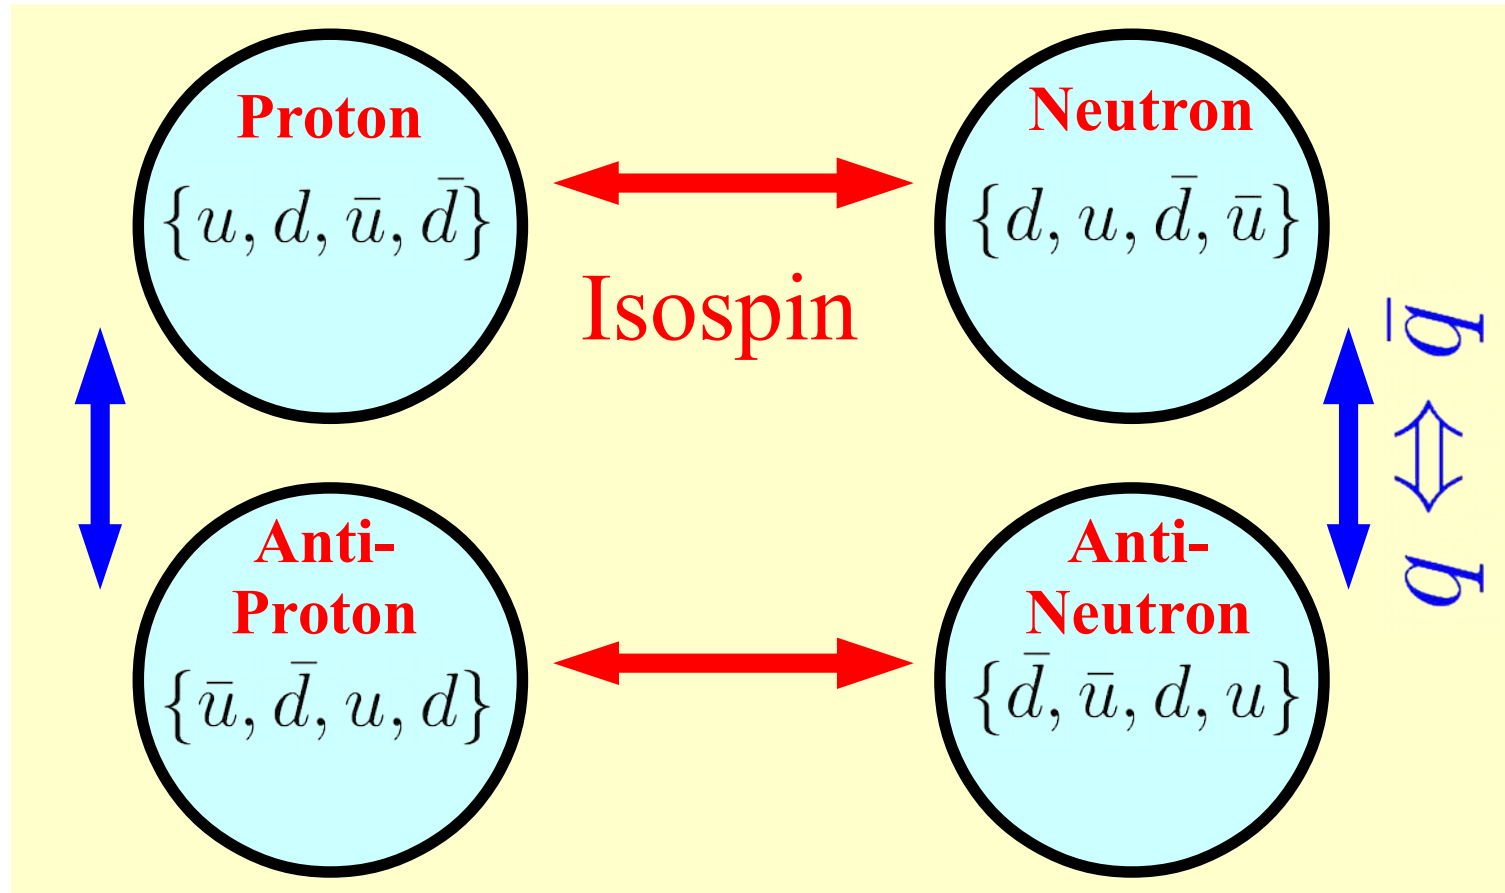 Proton
{u, d, ū, d̄}
Neutron
{d, u, d̄, ū}
Isospin
q ⇔ q̄
Anti-
Proton
{ū, d̄, u, d}
Anti-
Neutron
{d̄, ū, d, u}